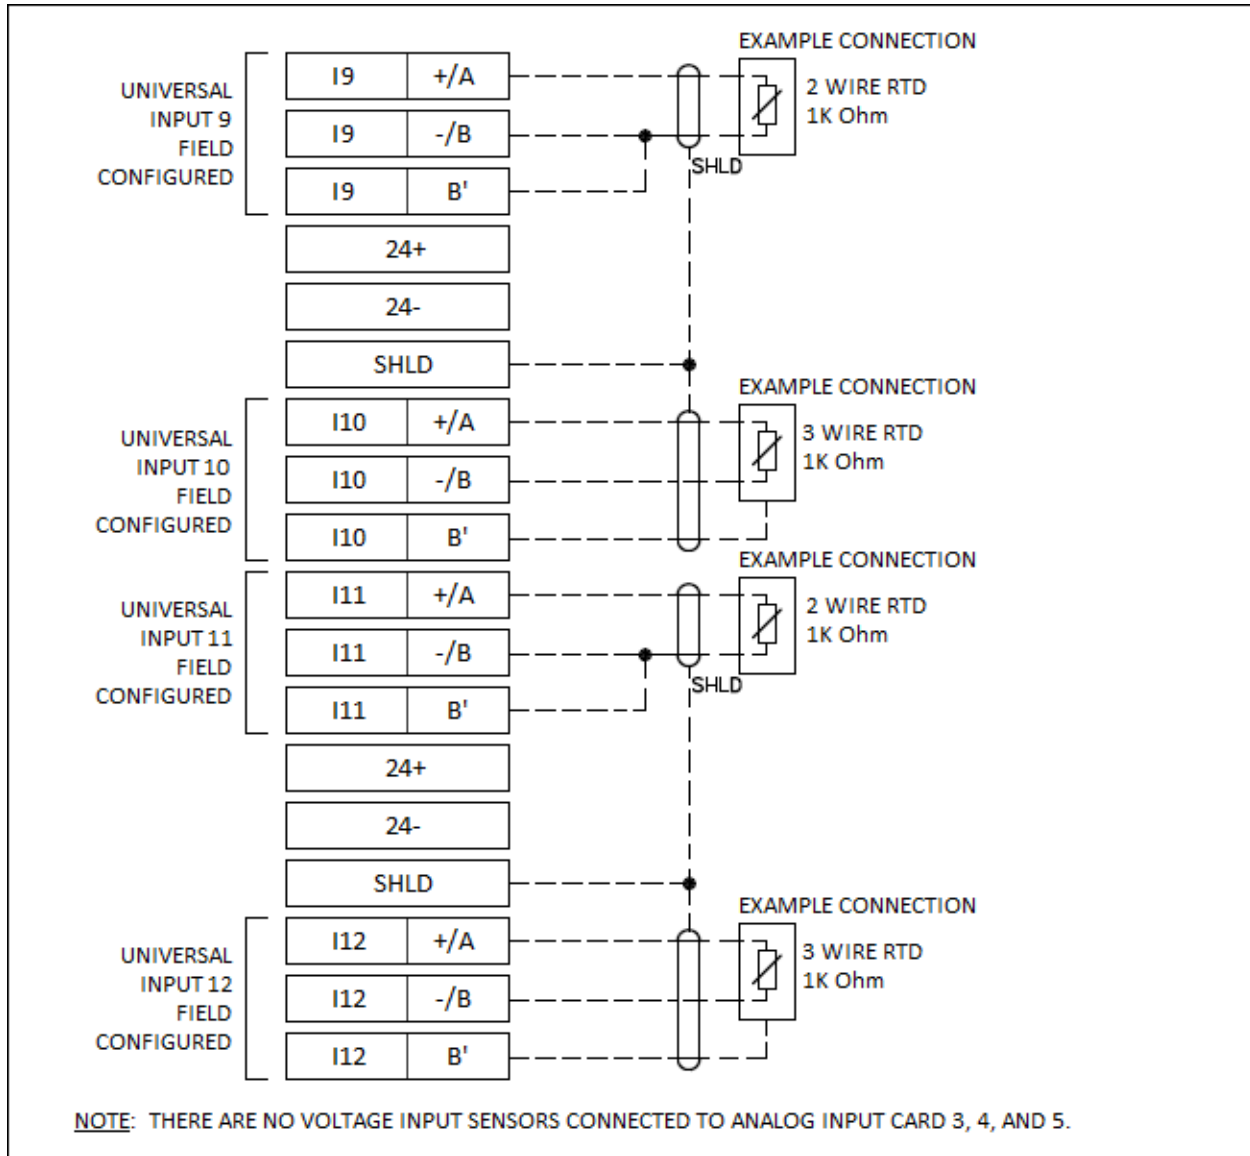 EXAMPLE CONNECTION
UNIVERSAL
INPUT 9
FIELD
CONFIGURED
I9 +/A
I9 -/B
I9 B'
2 WIRE RTD
1K Ohm
SHLD
24+
24-
SHLD
EXAMPLE CONNECTION
UNIVERSAL
INPUT 10
FIELD
CONFIGURED
I10 +/A
I10 -/B
I10 B'
3 WIRE RTD
1K Ohm
EXAMPLE CONNECTION
UNIVERSAL
INPUT 11
FIELD
CONFIGURED
I11 +/A
I11 -/B
I11 B'
2 WIRE RTD
1K Ohm
SHLD
24+
24-
SHLD
EXAMPLE CONNECTION
UNIVERSAL
INPUT 12
FIELD
CONFIGURED
I12 +/A
I12 -/B
I12 B'
3 WIRE RTD
1K Ohm
NOTE: THERE ARE NO VOLTAGE INPUT SENSORS CONNECTED TO ANALOG INPUT CARD 3, 4, AND 5.